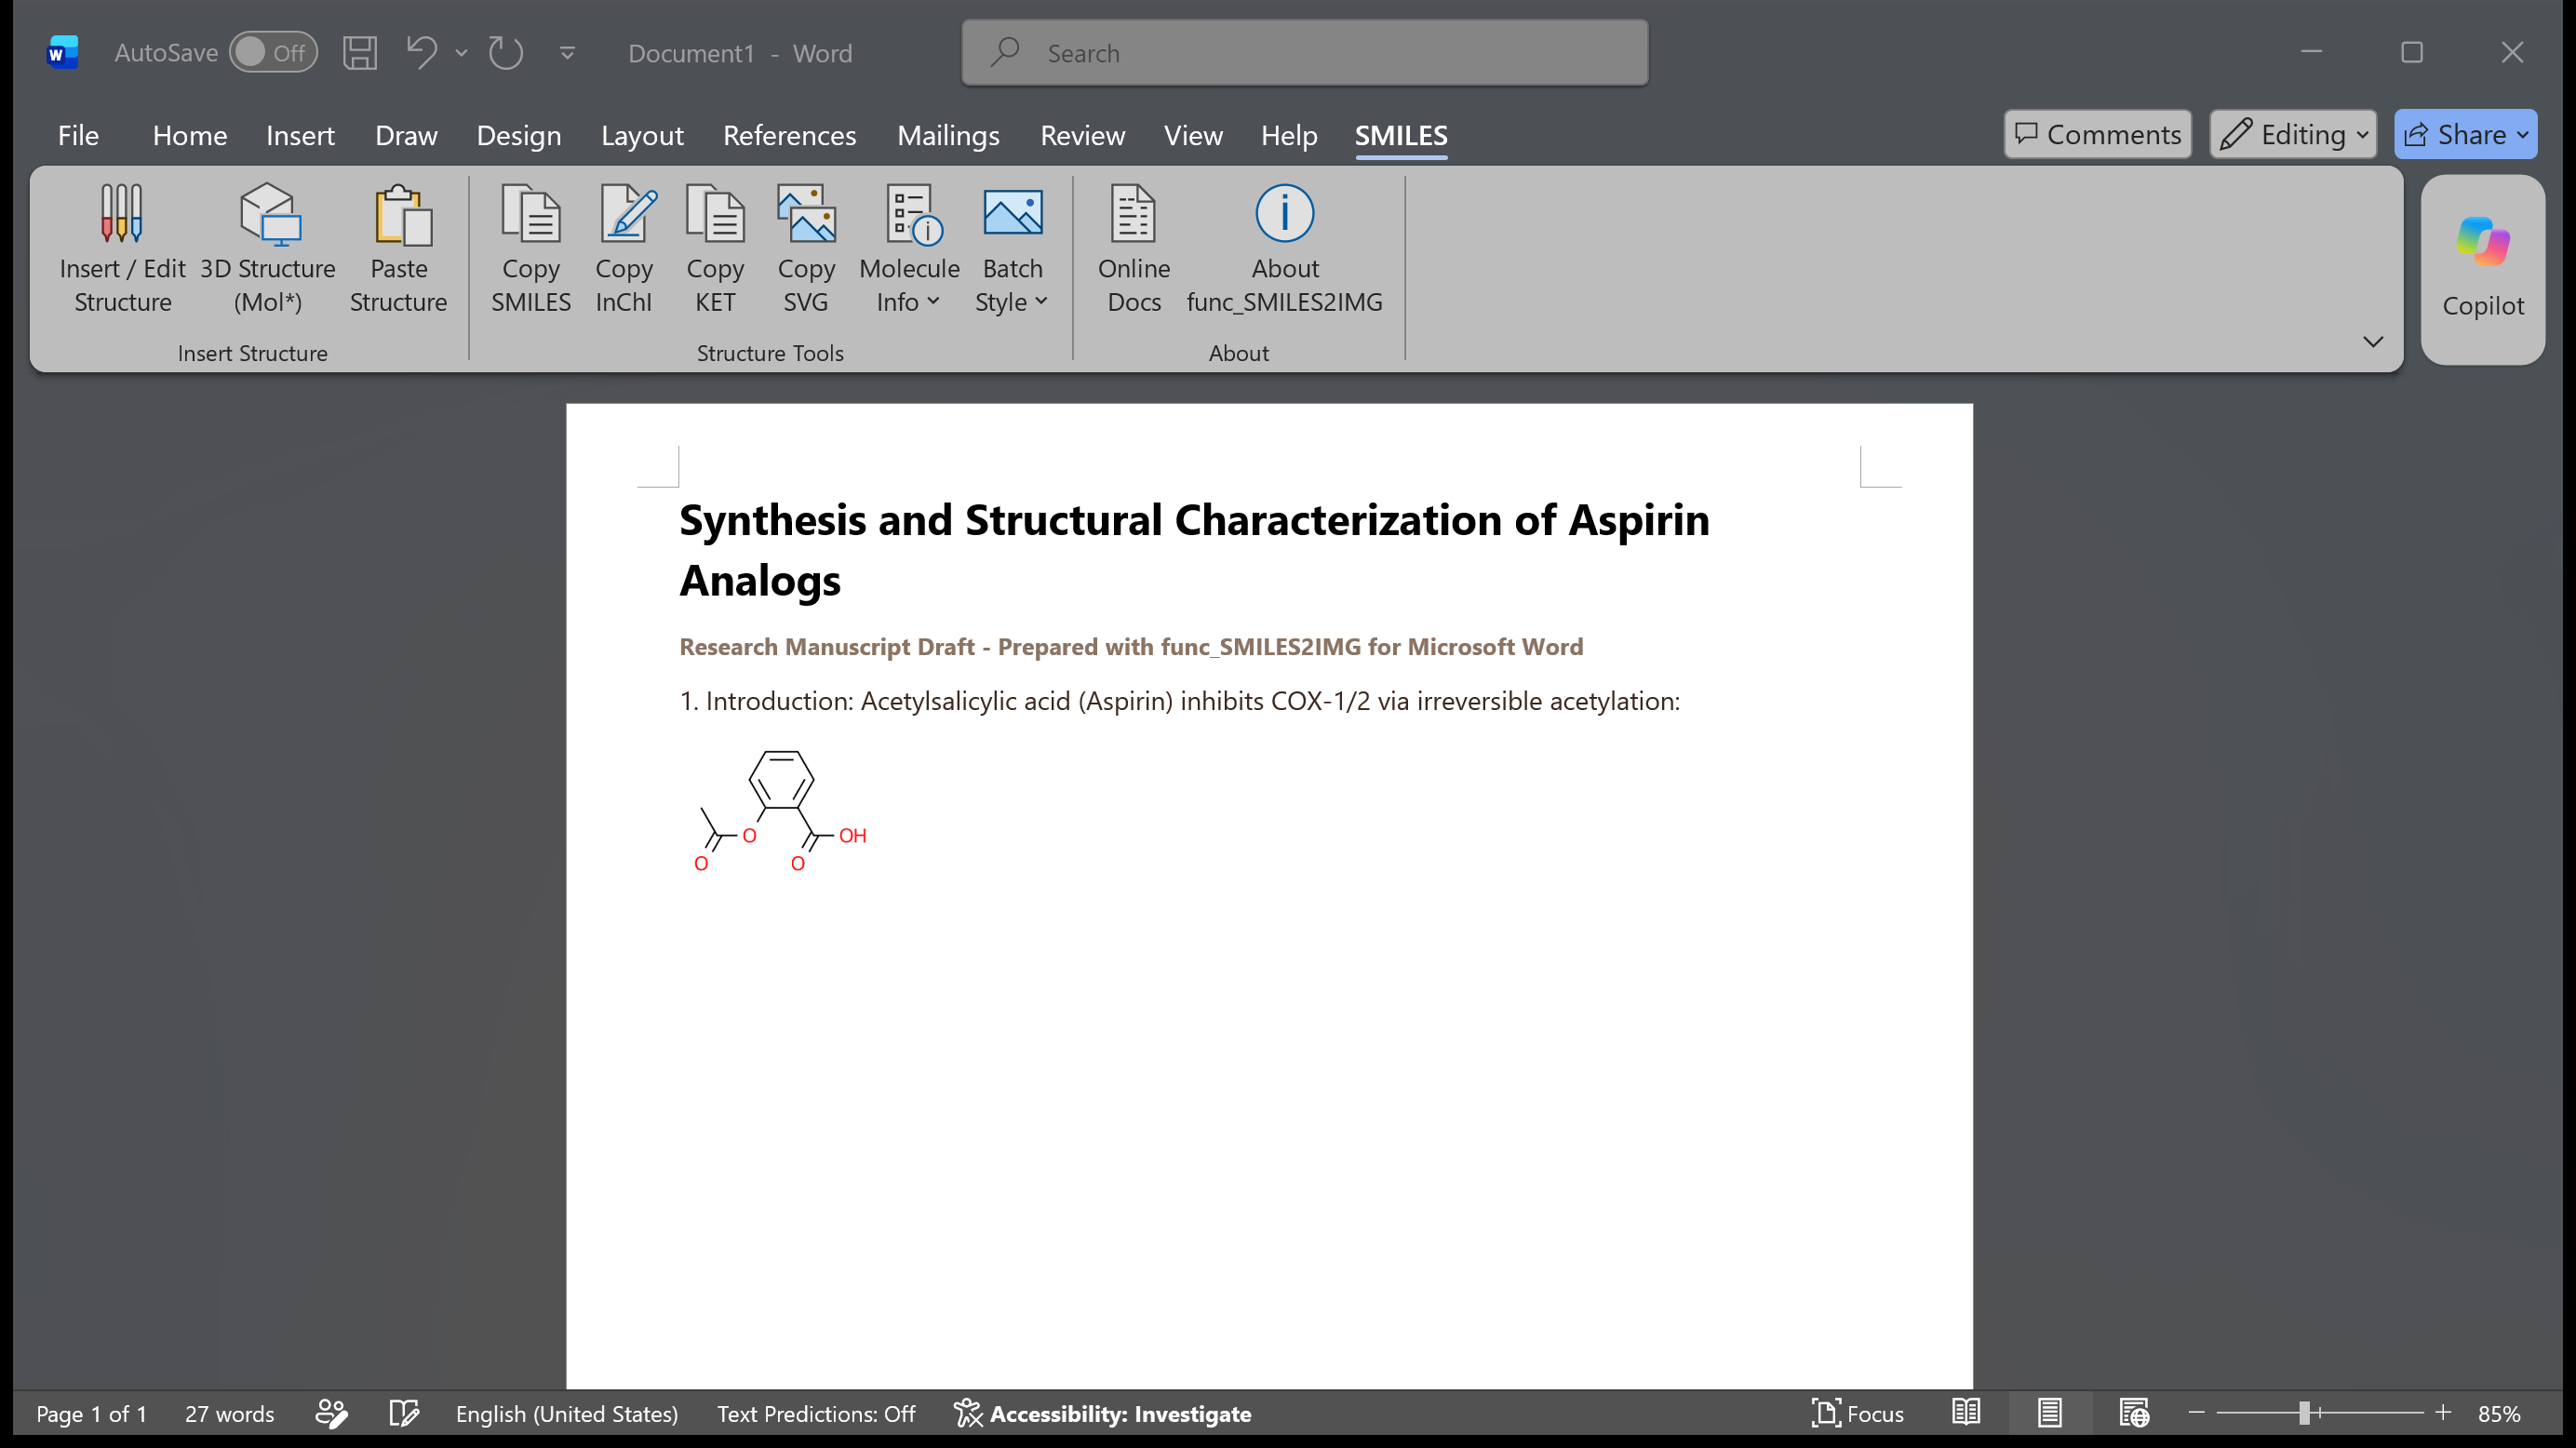 AutoSave Off Document1 - Word Search
File Home Insert Draw Design Layout References Mailings Review View Help SMILES Comments Editing Share
Insert / Edit Structure
3D Structure (Mol*)
Paste Structure
Insert Structure
Copy SMILES
Copy InChI
Copy KET
Copy SVG
Molecule Info
Batch Style
Structure Tools
Online Docs
About func_SMILES2IMG
About
Copilot
Synthesis and Structural Characterization of Aspirin
Analogs
Research Manuscript Draft - Prepared with func_SMILES2IMG for Microsoft Word
1. Introduction: Acetylsalicylic acid (Aspirin) inhibits COX-1/2 via irreversible acetylation:
O OH
O O
Page 1 of 1 27 words English (United States) Text Predictions: Off Accessibility: Investigate Focus 85%